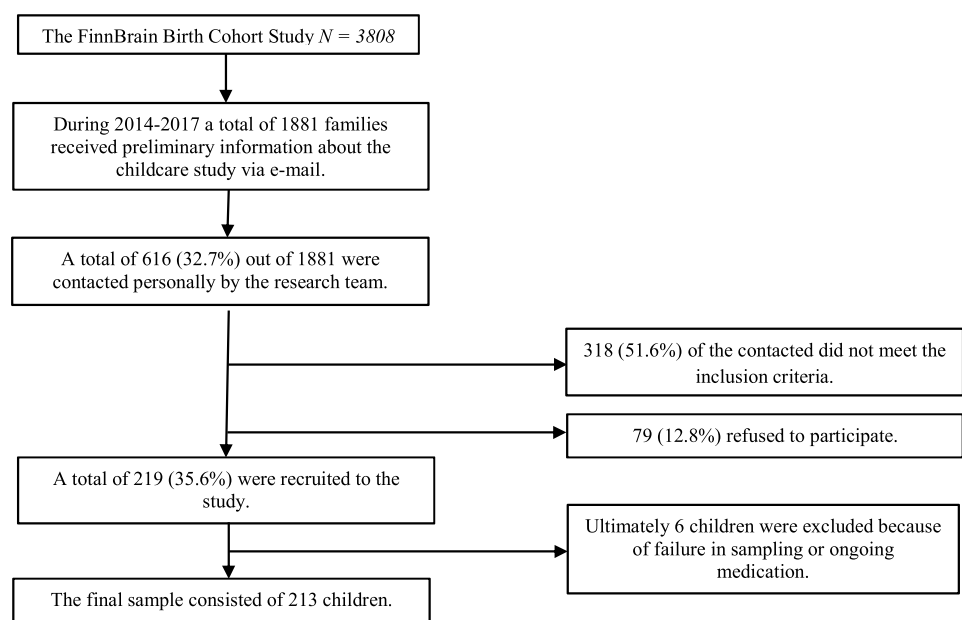 The FinnBrain Birth Cohort Study N = 3808
During 2014-2017 a total of 1881 families
received preliminary information about the
childcare study via e-mail.
A total of 616 (32.7%) out of 1881 were
contacted personally by the research team.
318 (51.6%) of the contacted did not meet the
inclusion criteria.
79 (12.8%) refused to participate.
A total of 219 (35.6%) were recruited to the
study.
Ultimately 6 children were excluded because
of failure in sampling or ongoing
medication.
The final sample consisted of 213 children.